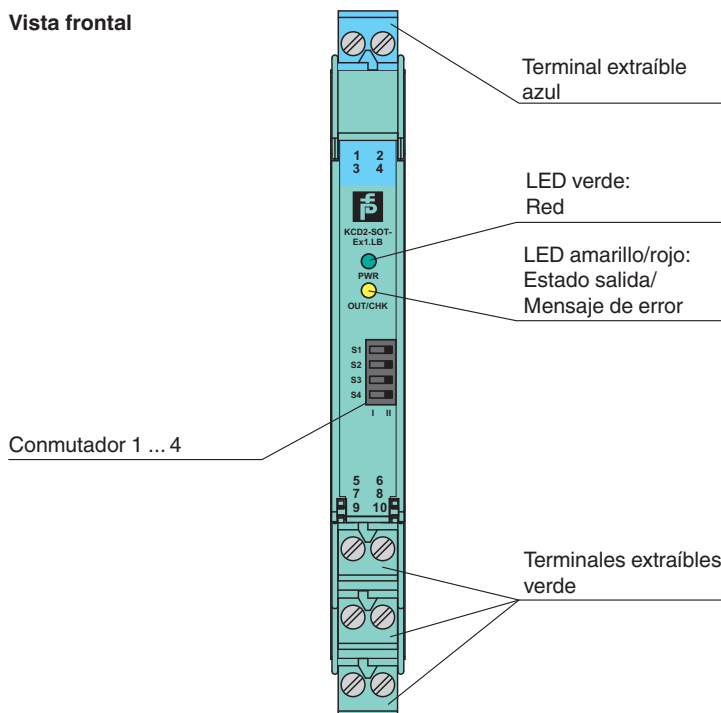 Vista frontal
Terminal extraíble
azul
1 2
3 4
KCD2-SOT-
Ex1.LB
PWR
OUT/CHK
LED verde:
Red
LED amarillo/rojo:
Estado salida/
Mensaje de error
S1
S2
S3
S4
I II
Conmutador 1 ... 4
5 6
7 8
9 10
Terminales extraíbles
verde